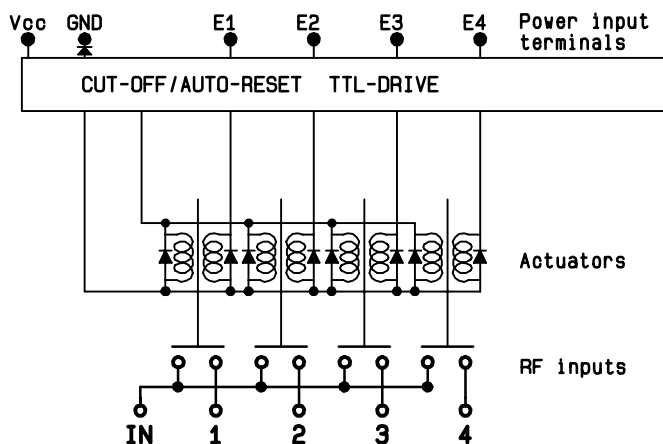 Vcc GND E1 E2 E3 E4 Power input
terminals
CUT-OFF/AUTO-RESET TTL-DRIVE
Actuators
RF inputs
IN 1 2 3 4